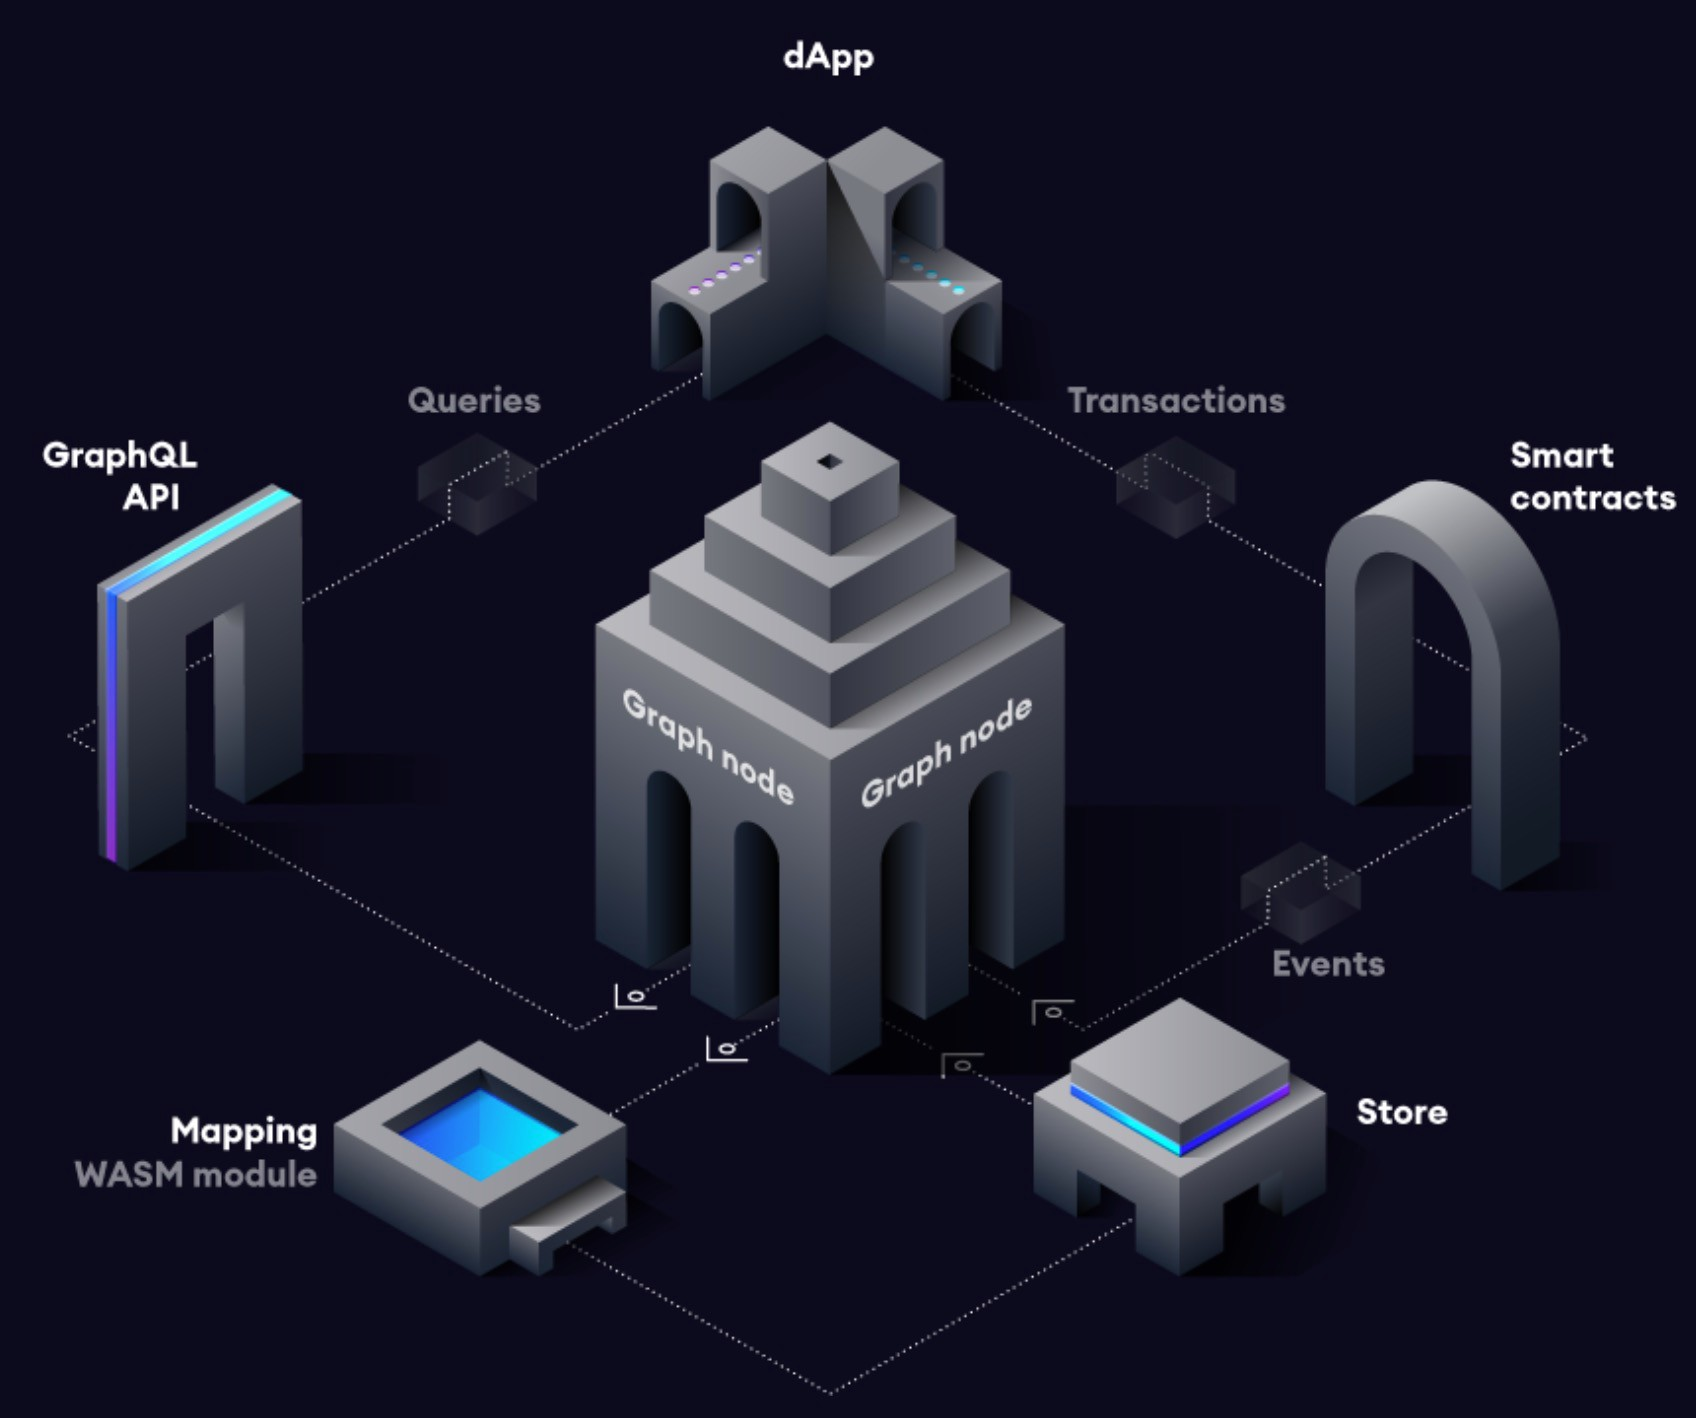 dApp
Queries
Transactions
GraphQL
API
Smart
contracts
Graph node
Graph node
Events
Mapping
WASM module
Store